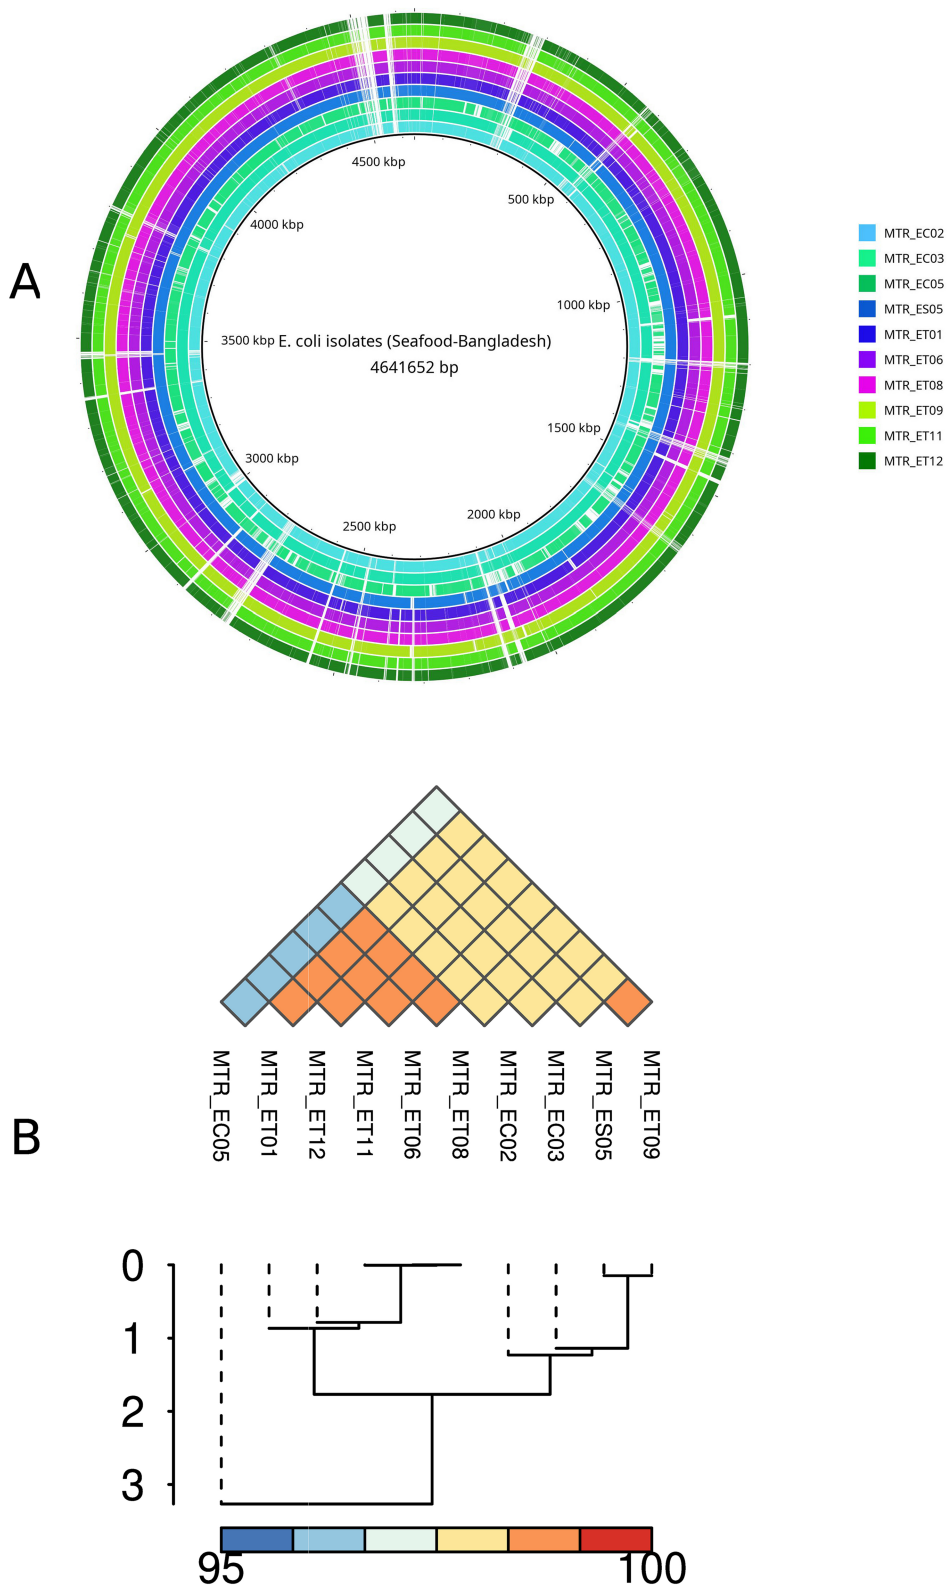 A
4500 kbp
500 kbp
4000 kbp
1000 kbp
3500 kbp
E. coli isolates (Seafood-Bangladesh)
4641652 bp
1500 kbp
3000 kbp
2000 kbp
2500 kbp
MTR_EC02
MTR_EC03
MTR_EC05
MTR_ES05
MTR_ET01
MTR_ET06
MTR_ET08
MTR_ET09
MTR_ET11
MTR_ET12
B
MTR_EC05
MTR_ET01
MTR_ET12
MTR_ET11
MTR_ET06
MTR_ET08
MTR_EC02
MTR_EC03
MTR_ES05
MTR_ET09
0
1
2
3
95
100